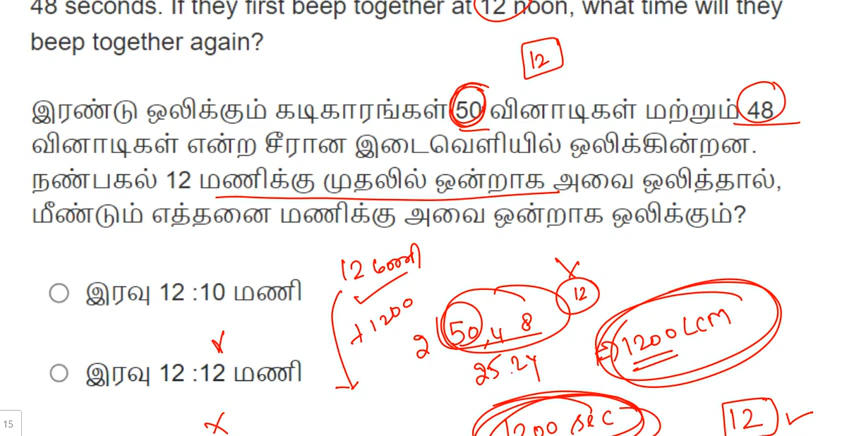 48 seconds. If they first beep together at 12 noon, what time will they
beep together again?
12
இரண்டு ஒலிக்கும் கடிகாரங்கள் 50 வினாடிகள் மற்றும் 48
வினாடிகள் என்ற சீரான இடைவெளியில் ஒலிக்கின்றன.
நண்பகல் 12 மணிக்கு முதலில் ஒன்றாக அவை ஒலித்தால்,
மீண்டும் எத்தனை மணிக்கு அவை ஒன்றாக ஒலிக்கும்?
12 மணி
இரவு 12 :10 மணி
+1200
2 50, 48
12
1200 LCM
25.24
இரவு 12 :12 மணி
1200 sec
12
15